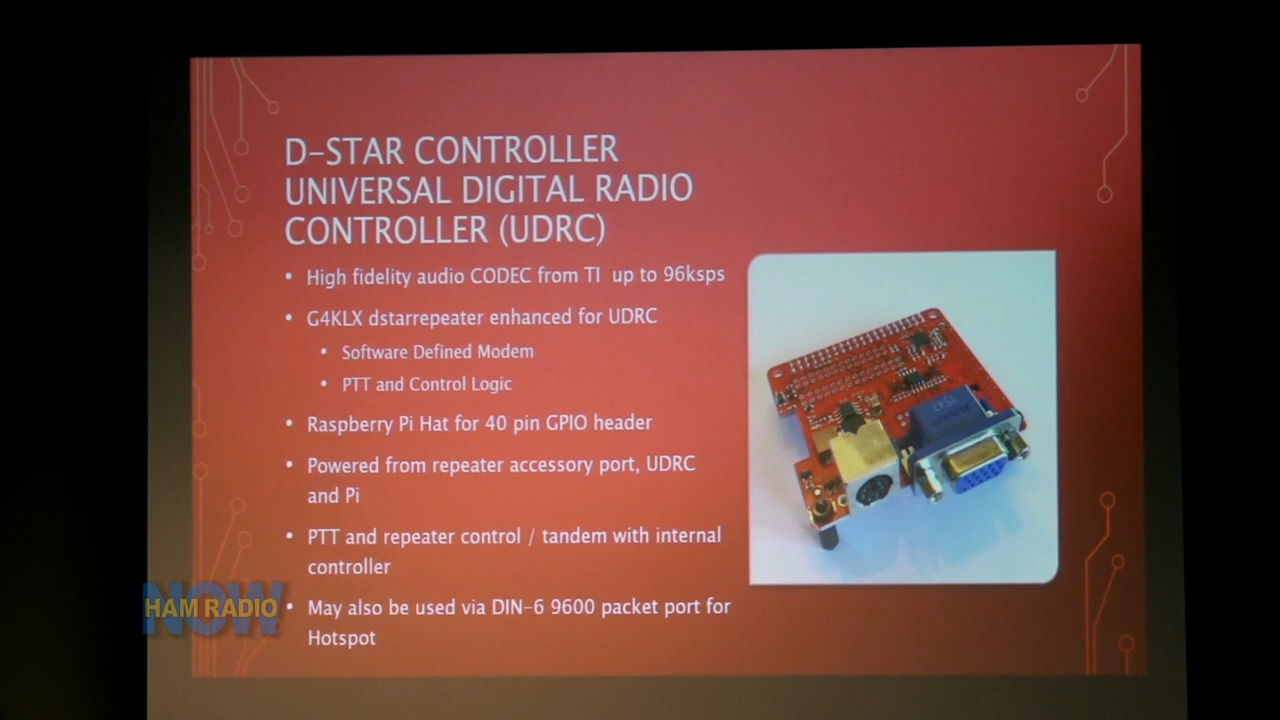 D-STAR CONTROLLER
UNIVERSAL DIGITAL RADIO
CONTROLLER (UDRC)
• High fidelity audio CODEC from TI up to 96ksps
• G4KLX dstarrepeater enhanced for UDRC
• Software Defined Modem
• PTT and Control Logic
• Raspberry Pi Hat for 40 pin GPIO header
• Powered from repeater accessory port, UDRC
and Pi
• PTT and repeater control / tandem with internal
controller
• May also be used via DIN-6 9600 packet port for
Hotspot
HAM RADIO
NOW